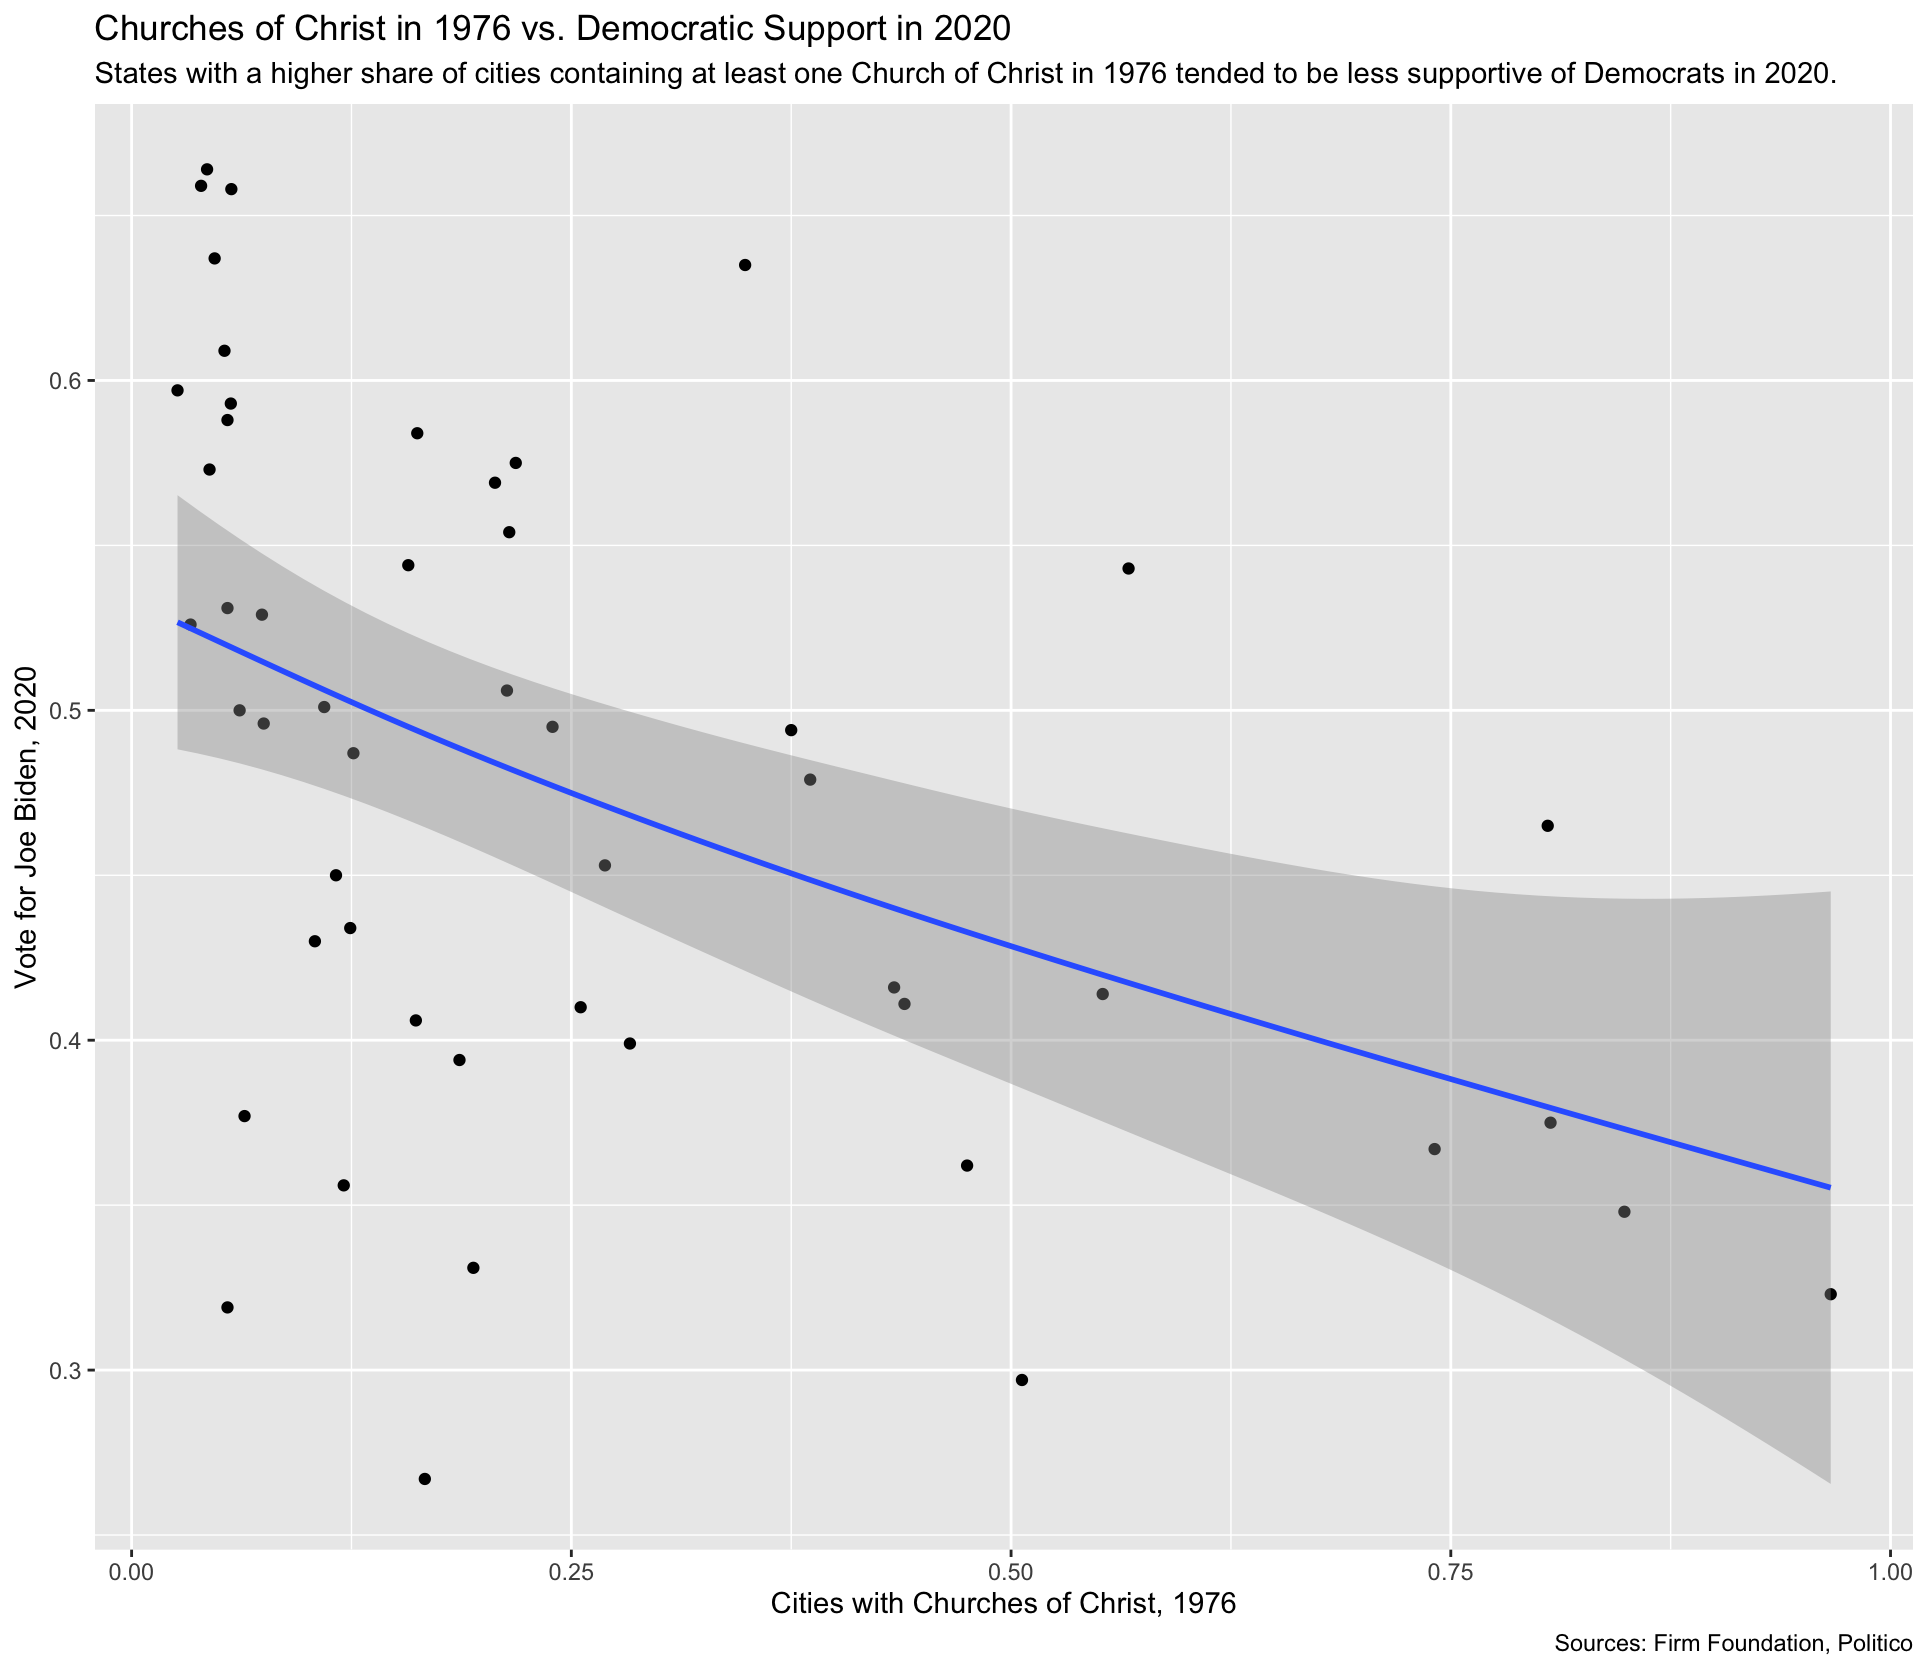 Churches of Christ in 1976 vs. Democratic Support in 2020
States with a higher share of cities containing at least one Church of Christ in 1976 tended to be less supportive of Democrats in 2020.
Vote for Joe Biden, 2020
0.6
0.5
0.4
0.3
0.00 0.25 0.50 0.75 1.00
Cities with Churches of Christ, 1976
Sources: Firm Foundation, Politico